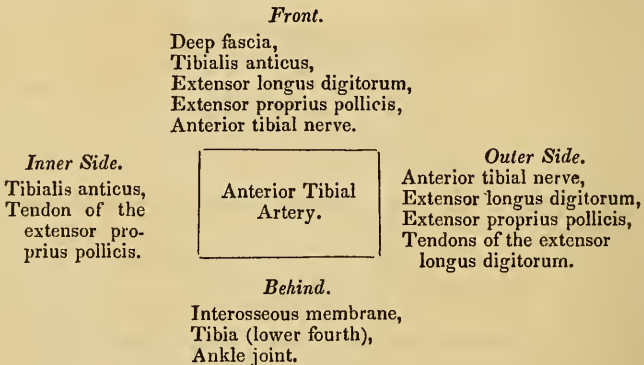 Front.
Deep fascia,
Tibialis anticus,
Extensor longus digitorum,
Extensor proprius pollicis,
Anterior tibial nerve.
Inner Side.
Tibialis anticus,
Tendon of the
extensor pro-
prius pollicis.
Anterior Tibial
Artery.
Outer Side.
Anterior tibial nerve,
Extensor longus digitorum,
Extensor proprius pollicis,
Tendons of the extensor
longus digitorum.
Behind.
Interosseous membrane,
Tibia (lower fourth),
Ankle joint.